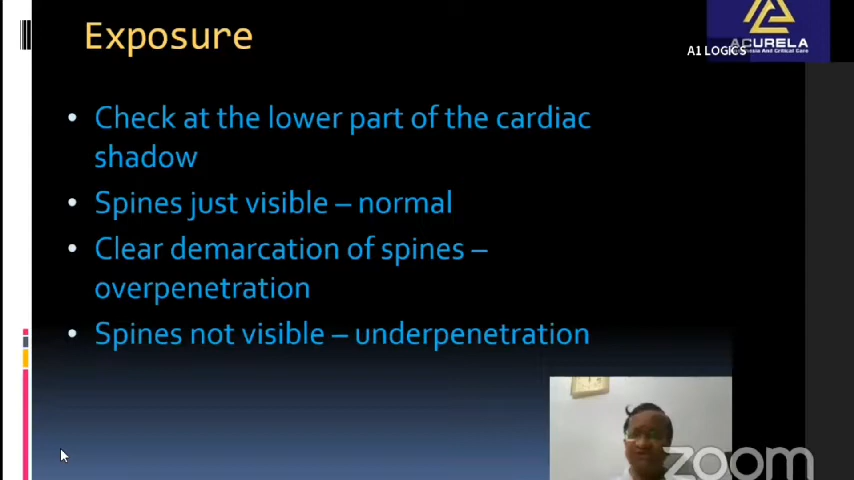 Exposure
ACURELA
A1 LOGICS
• Check at the lower part of the cardiac
shadow
• Spines just visible – normal
• Clear demarcation of spines –
overpenetration
• Spines not visible – underpenetration
zoom